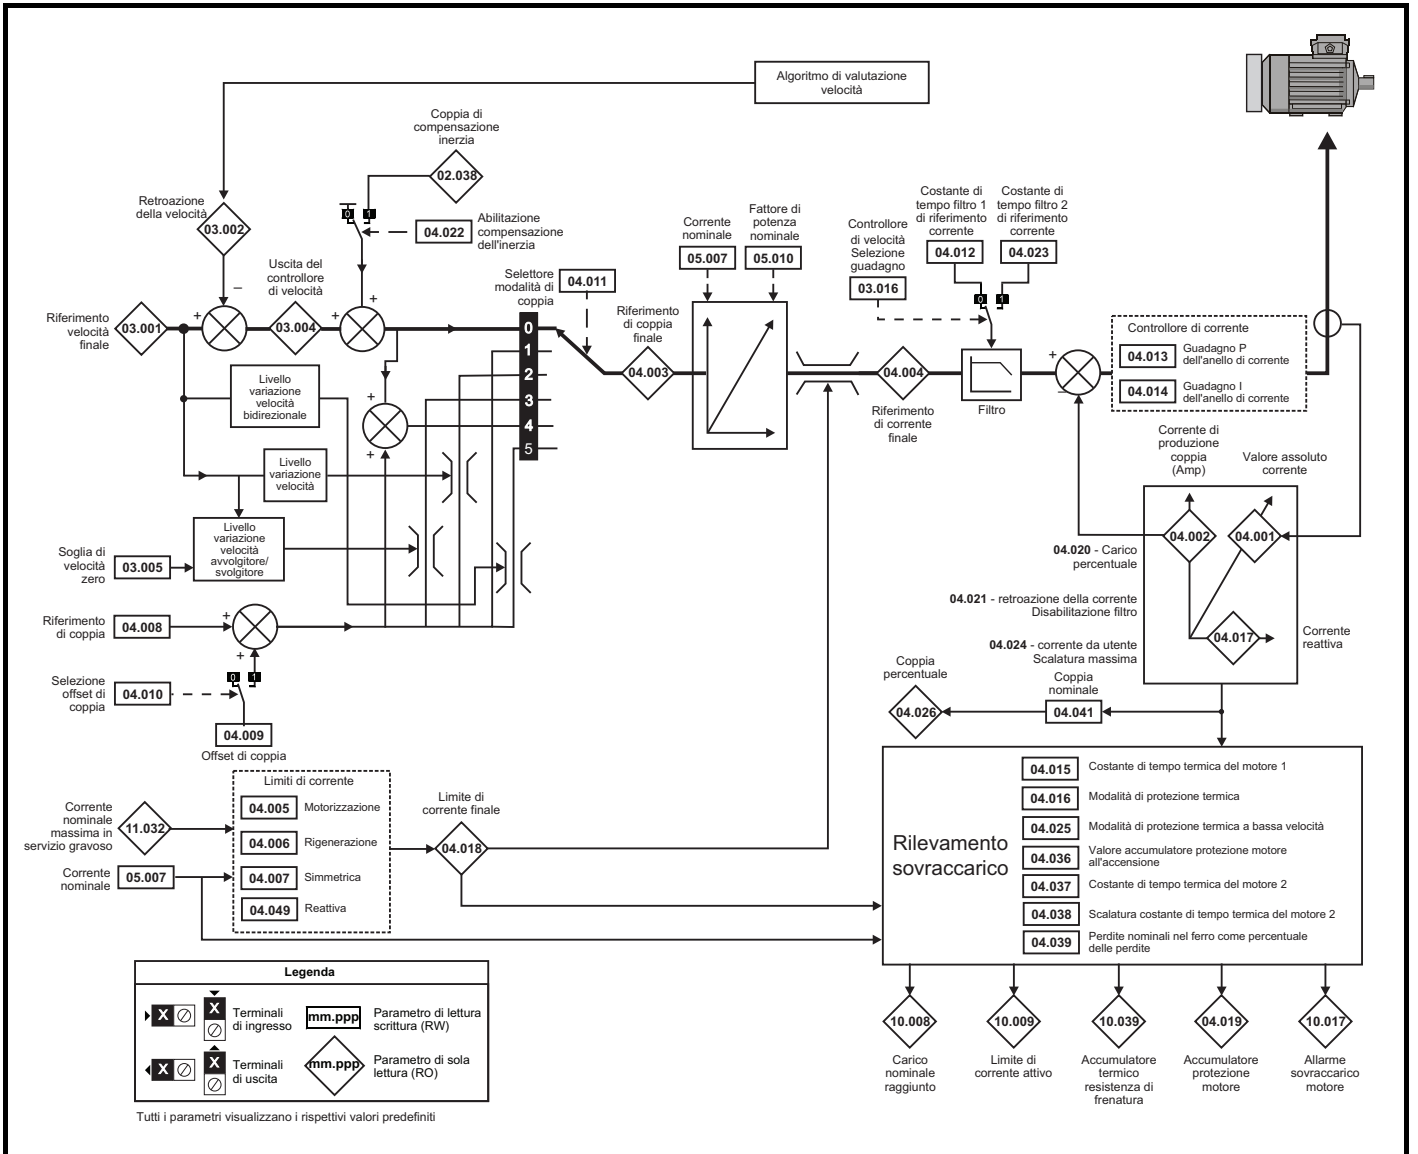 Algoritmo di valutazione
velocità
Coppia di
compensazione
inerzia
02.038
Retroazione
della velocità
03.002
0 1
04.022
Abilitazione
compensazione
dell'inerzia
Uscita del
controllore
di velocità
03.004
Riferimento
velocità
finale
03.001
+
−
+
+
Selettore
modalità di
coppia
04.011
0
1
2
3
4
5
Riferimento
di coppia
finale
04.003
Corrente
nominale
05.007
Fattore di
potenza
nominale
05.010
Controllore
di velocità
Selezione
guadagno
03.016
Costante di
tempo filtro 1
di riferimento
corrente
04.012
Costante di
tempo filtro 2
di riferimento
corrente
04.023
0 1
04.004
Riferimento
di corrente
finale
Filtro
+
−
Controllore di corrente
04.013
Guadagno P
dell'anello di corrente
04.014
Guadagno I
dell'anello di corrente
Livello
variazione
velocità
bidirezionale
+
+
Livello
variazione
velocità
Livello
variazione
velocità
avvolgitore/
svolgitore
Soglia di
velocità
zero
03.005
Riferimento
di coppia
04.008
+
+
Selezione
offset di
coppia
04.010
0 1
04.009
Offset di coppia
Corrente di
produzione
coppia
(Amp)
Valore assoluto
corrente
04.002
04.001
04.017
Corrente
reattiva
04.020 - Carico
percentuale
04.021 - retroazione della corrente
Disabilitazione filtro
04.024 - corrente da utente
Scalatura massima
Coppia
percentuale
04.026
Coppia
nominale
04.041
Corrente
nominale
massima in
servizio gravoso
11.032
Corrente
nominale
05.007
Limiti di corrente
04.005 Motorizzazione
04.006 Rigenerazione
04.007 Simmetrica
04.049 Reattiva
Limite di
corrente finale
04.018
Rilevamento
sovraccarico
04.015 Costante di tempo termica del motore 1
04.016 Modalità di protezione termica
04.025 Modalità di protezione termica a bassa velocità
04.036 Valore accumulatore protezione motore
all'accensione
04.037 Costante di tempo termica del motore 2
04.038 Scalatura costante di tempo termica del motore 2
04.039 Perdite nominali nel ferro come percentuale
delle perdite
10.008
Carico
nominale
raggiunto
10.009
Limite di
corrente attivo
10.039
Accumulatore
termico
resistenza di
frenatura
04.019
Accumulatore
protezione
motore
10.017
Allarme
sovraccarico
motore
Legenda
X X Terminali
di ingresso
mm.ppp
Parametro di lettura
scrittura (RW)
X X Terminali
di uscita
mm.ppp
Parametro di sola
lettura (RO)
Tutti i parametri visualizzano i rispettivi valori predefiniti